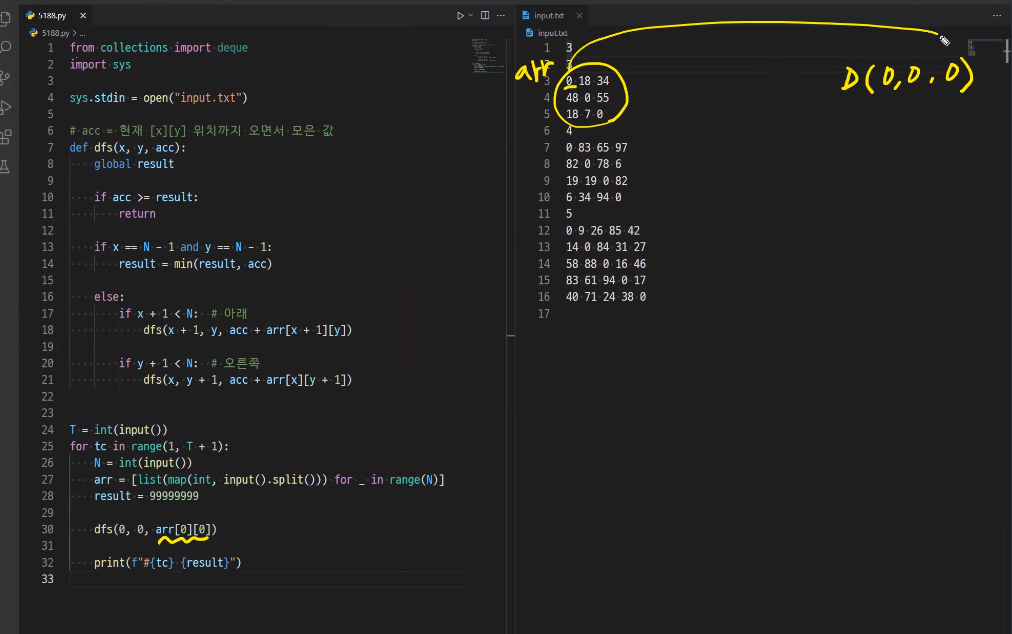 5188.py ×
5188.py > ...
1 from collections import deque
2 import sys
3
4 sys.stdin = open("input.txt")
5
6 # acc = 현재 [x][y] 위치까지 오면서 모은 값
7 def dfs(x, y, acc):
8 global result
9
10 if acc >= result:
11 return
12
13 if x == N - 1 and y == N - 1:
14 result = min(result, acc)
15
16 else:
17 if x + 1 < N: # 아래
18 dfs(x + 1, y, acc + arr[x + 1][y])
19
20 if y + 1 < N: # 오른쪽
21 dfs(x, y + 1, acc + arr[x][y + 1])
22
23
24 T = int(input())
25 for tc in range(1, T + 1):
26 N = int(input())
27 arr = [list(map(int, input().split())) for _ in range(N)]
28 result = 99999999
29
30 dfs(0, 0, arr[0][0])
31
32 print(f"#{tc} {result}")
33
input.txt ×
input.txt
1 3
2 3
3 0 18 34
4 48 0 55
5 18 7 0
6 4
7 0 83 65 97
8 82 0 78 6
9 19 19 0 82
10 6 34 94 0
11 5
12 0 9 26 85 42
13 14 0 84 31 27
14 58 88 0 16 46
15 83 61 94 0 17
16 40 71 24 38 0
17
arr
D(0,0.0)